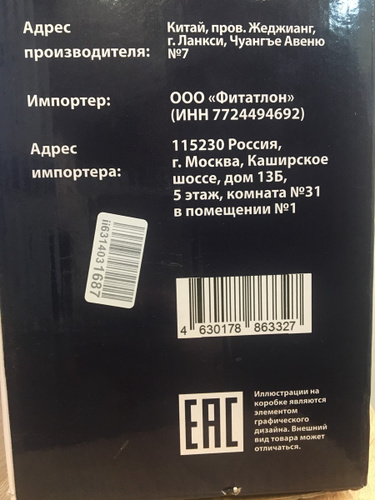 Адрес
производителя:
Китай, пров. Жеджианг,
г. Ланкси, Чуангъе Авеню
№7
Импортер:
ООО «Фитатлон»
(ИНН 7724494692)
Адрес
импортера:
115230 Россия,
г. Москва, Каширское
шоссе, дом 13Б,
5 этаж, комната №31
в помещении №1
ii6314031687
4 630178 863327
EAC
Иллюстрации на
коробке являются
элементом
графического
дизайна. Внешний
вид товара может
отличаться.